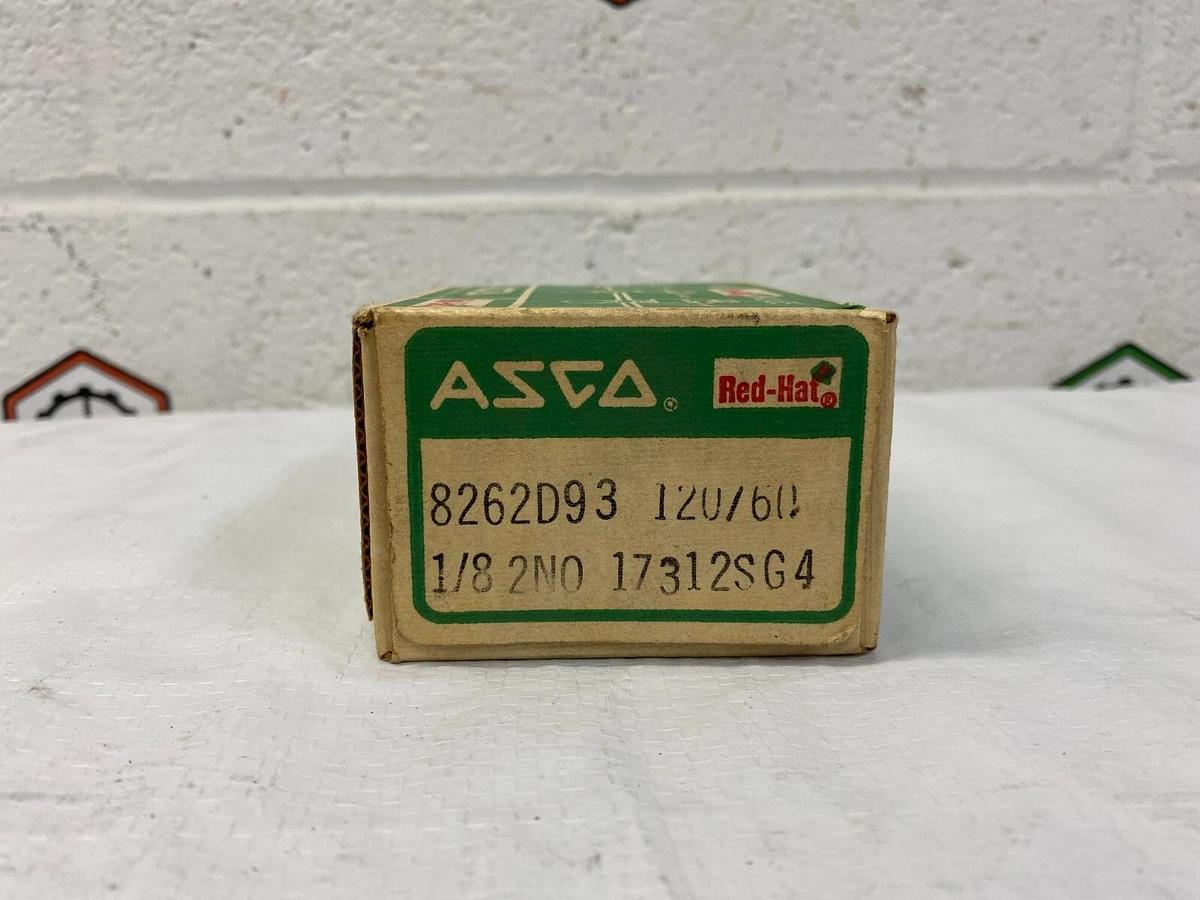 ASCO®
Red-Hat®
8262D93 120/60
1/8 2NO 17312SG4